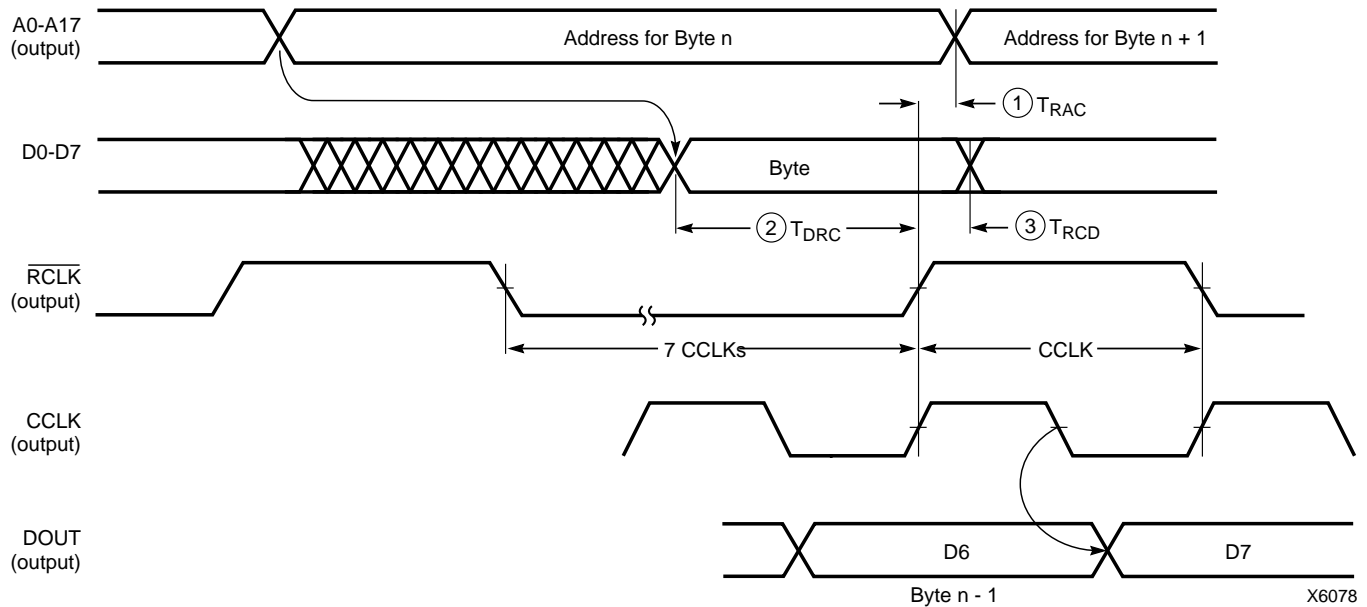 A0-A17
(output)
Address for Byte n
Address for Byte n + 1
1 TRAC
D0-D7
Byte
2 TDRC
3 TRCD
RCLK
(output)
7 CCLKs
CCLK
CCLK
(output)
DOUT
(output)
D6
D7
Byte n - 1
X6078